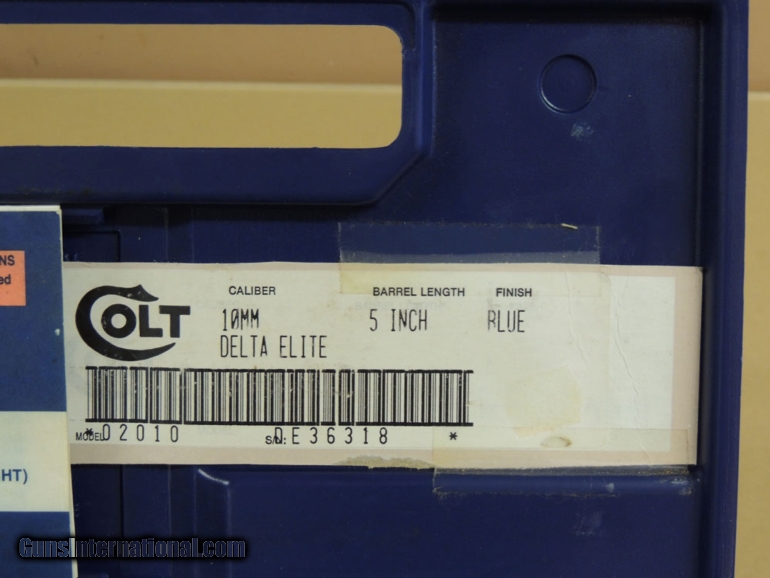 NS
ed
COLT
CALIBER BARREL LENGTH FINISH
10MM 5 INCH BLUE
DELTA ELITE
MODEL *02010 S/N: DE36318 *
HT)
GunsInternational.com